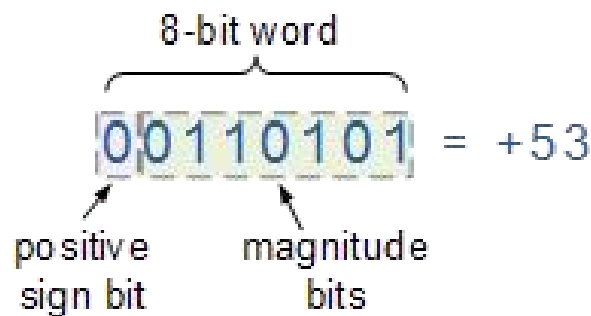 8-bit word
00110101 = +53
positive magnitude
sign bit bits